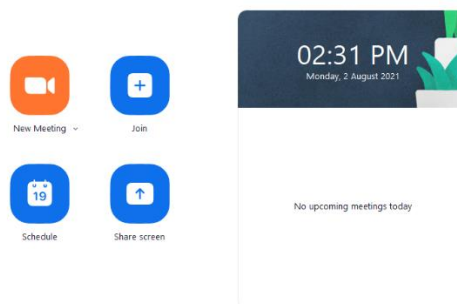 02:31 PM
Monday, 2 August 2021
New Meeting
Join
19
Schedule
Share screen
No upcoming meetings today